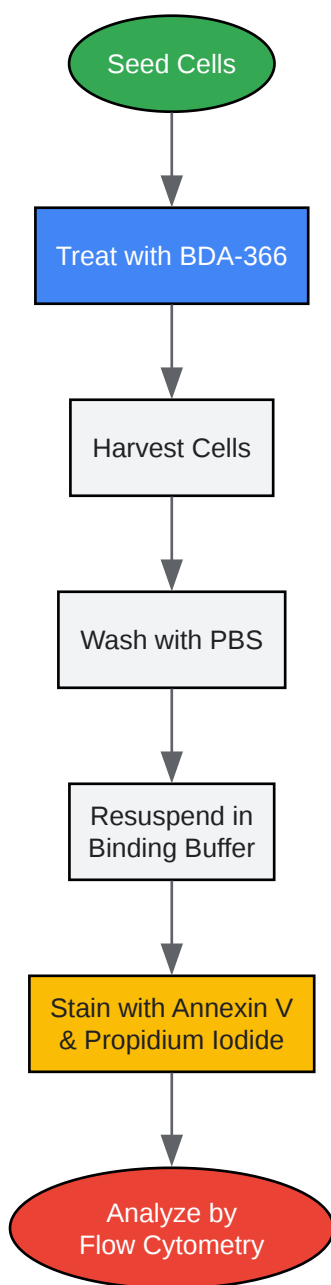 Seed Cells
Treat with BDA-366
Harvest Cells
Wash with PBS
Resuspend in
Binding Buffer
Stain with Annexin V
& Propidium Iodide
Analyze by
Flow Cytometry